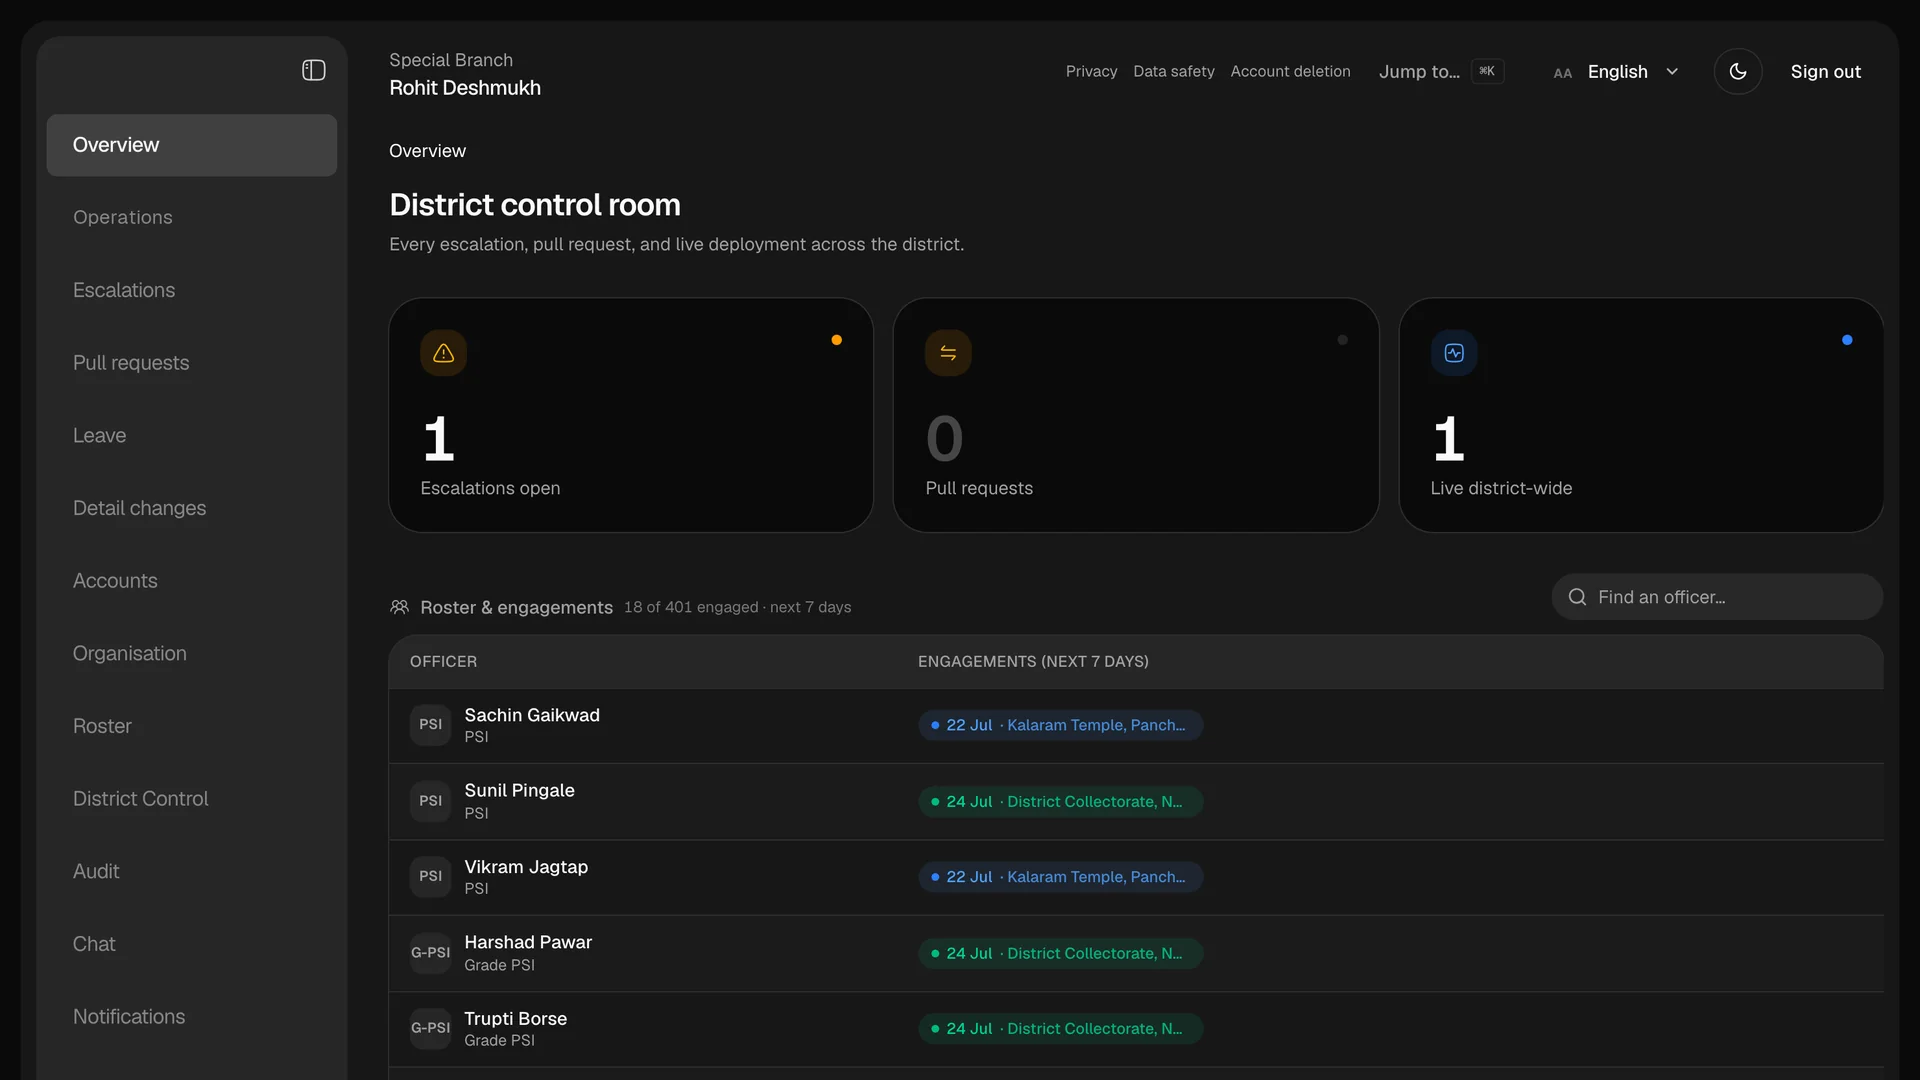 Special Branch
Rohit Deshmukh
Privacy Data safety Account deletion Jump to... ⌘K AA English Sign out
Overview
Operations
Escalations
Pull requests
Leave
Detail changes
Accounts
Organisation
Roster
District Control
Audit
Chat
Notifications
Overview
District control room
Every escalation, pull request, and live deployment across the district.
1
Escalations open
0
Pull requests
1
Live district-wide
Roster & engagements 18 of 401 engaged · next 7 days
Find an officer...
OFFICER ENGAGEMENTS (NEXT 7 DAYS)
PSI Sachin Gaikwad
PSI
22 Jul · Kalaram Temple, Panch...
PSI Sunil Pingale
PSI
24 Jul · District Collectorate, N...
PSI Vikram Jagtap
PSI
22 Jul · Kalaram Temple, Panch...
G-PSI Harshad Pawar
Grade PSI
24 Jul · District Collectorate, N...
G-PSI Trupti Borse
Grade PSI
24 Jul · District Collectorate, N...